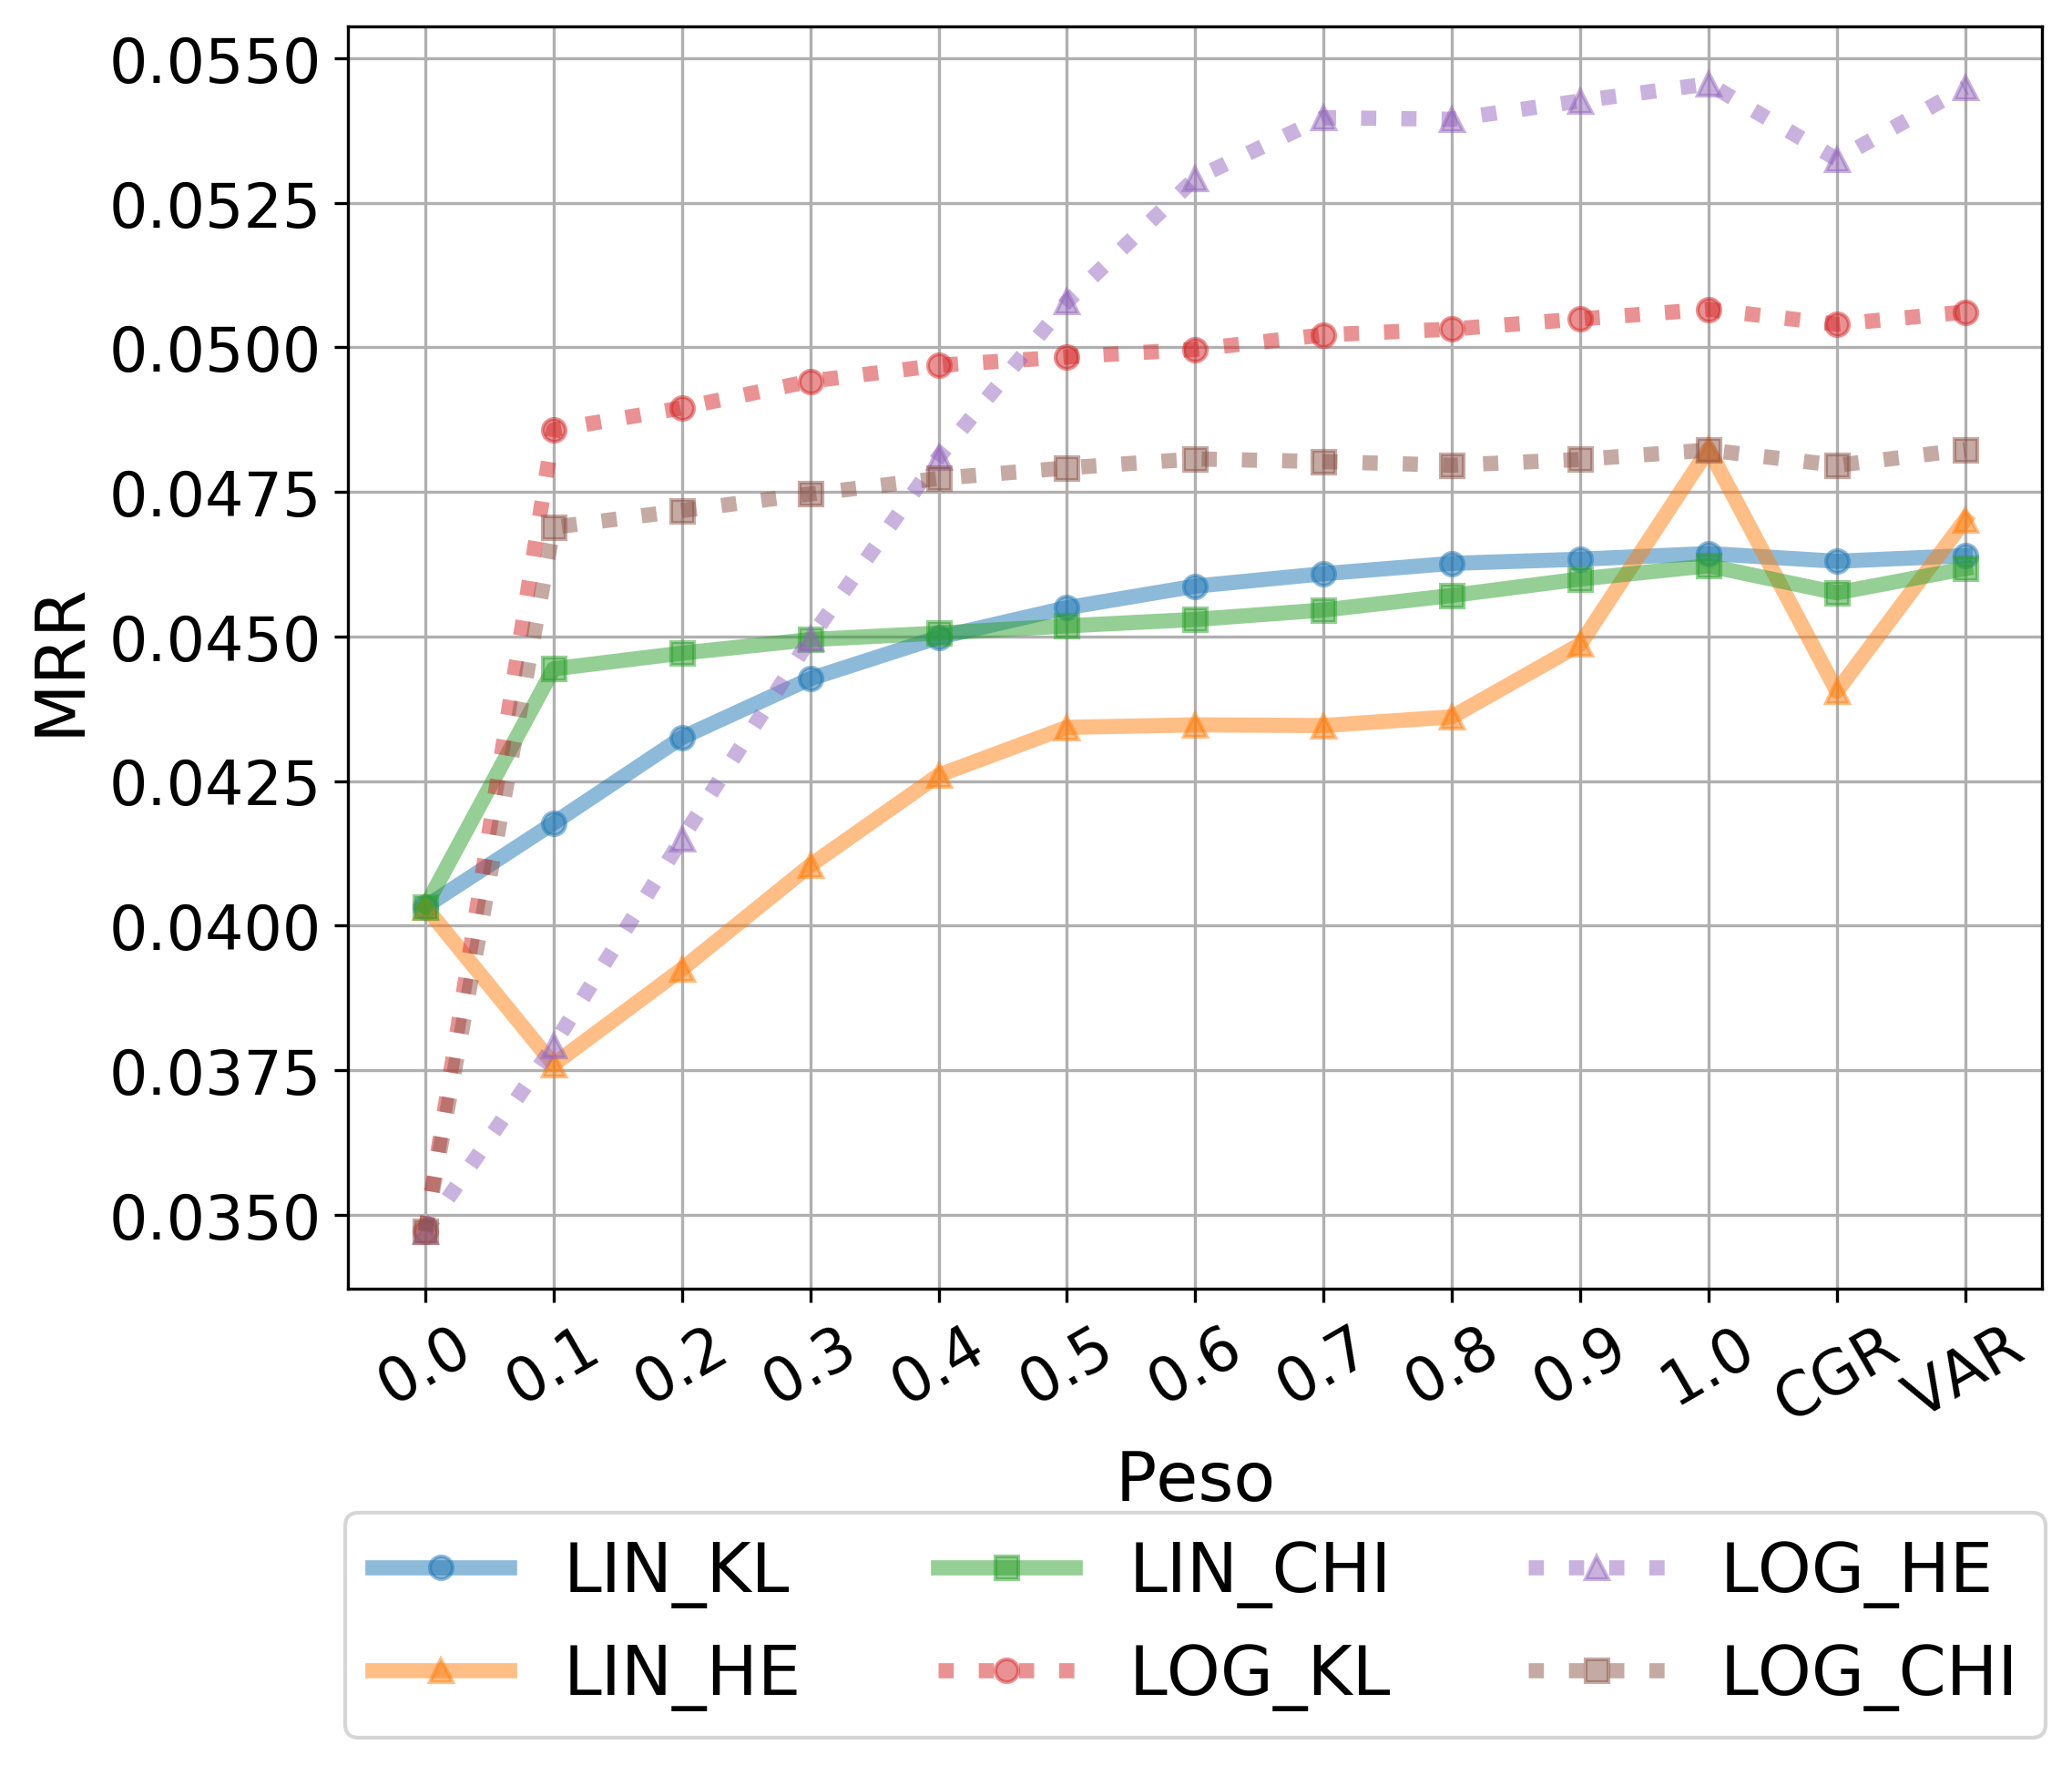 0.0550
0.0525
0.0500
0.0475
0.0450
0.0425
0.0400
0.0375
0.0350
MRR
0.0 0.1 0.2 0.3 0.4 0.5 0.6 0.7 0.8 0.9 1.0 CGR VAR
Peso
LIN_KL LIN_CHI LOG_HE
LIN_HE LOG_KL LOG_CHI